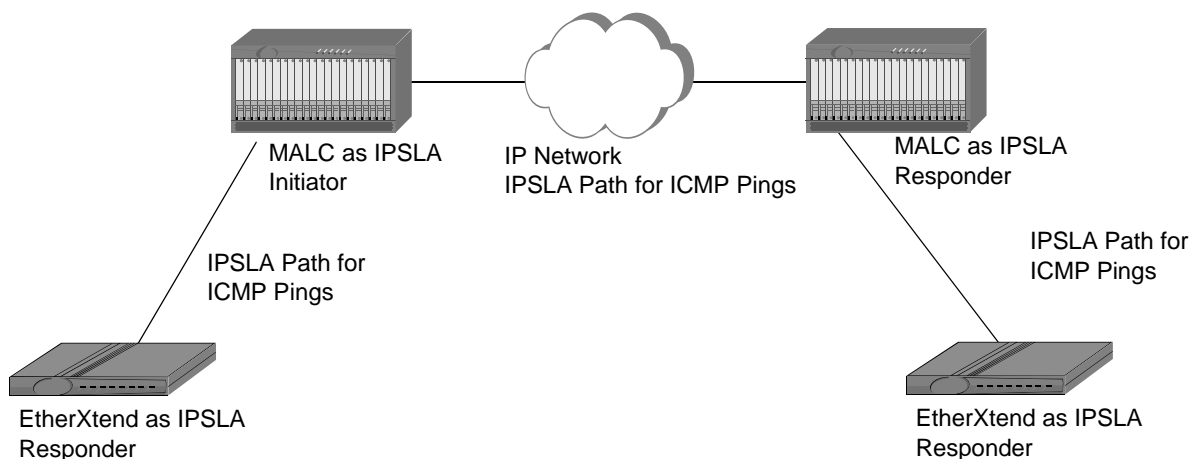 MALC as IPSLA
Initiator
IP Network
IPSLA Path for ICMP Pings
MALC as IPSLA
Responder
IPSLA Path for
ICMP Pings
IPSLA Path for
ICMP Pings
EtherXtend as IPSLA
Responder
EtherXtend as IPSLA
Responder